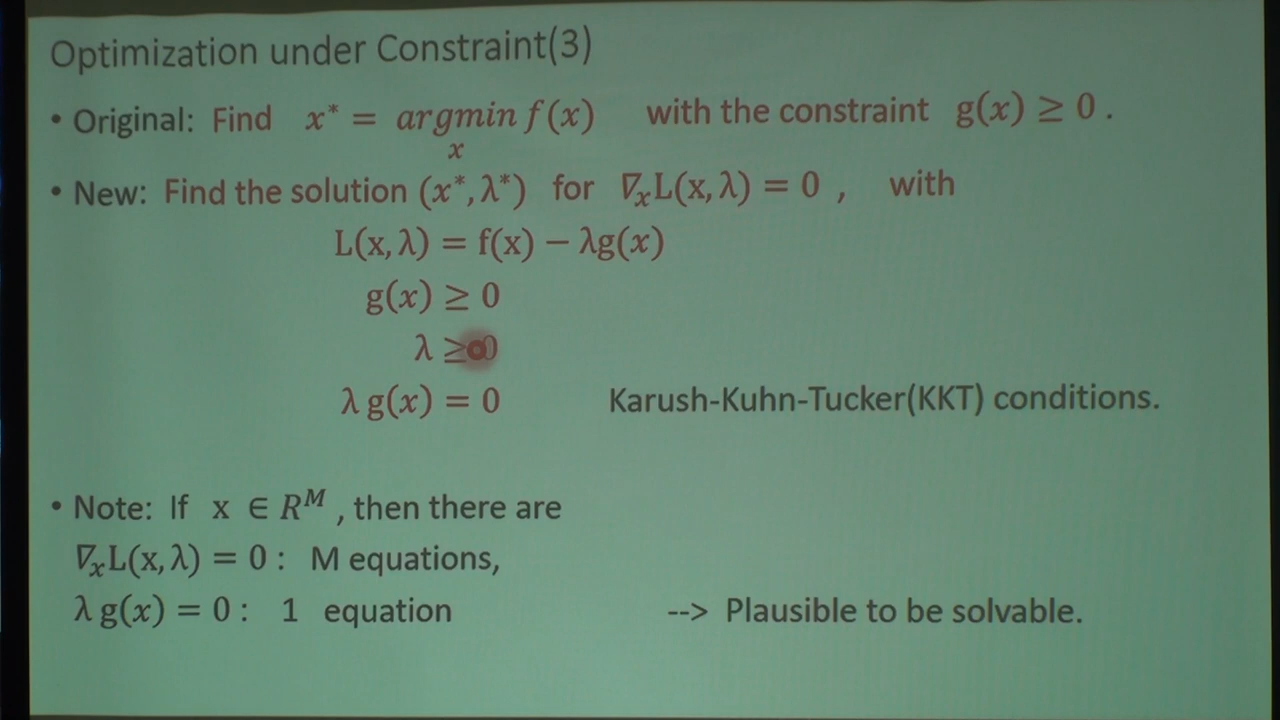 Optimization under Constraint(3)
• Original: Find x* = argmin f(x) with the constraint g(x) ≥ 0 .
x
• New: Find the solution (x*, λ*) for ∇ₓL(x, λ) = 0 , with
L(x, λ) = f(x) − λg(x)
g(x) ≥ 0
λ ≥ 0
λ g(x) = 0 Karush-Kuhn-Tucker(KKT) conditions.
• Note: If x ∈ Rᴹ , then there are
∇ₓL(x, λ) = 0 : M equations,
λ g(x) = 0 : 1 equation --> Plausible to be solvable.